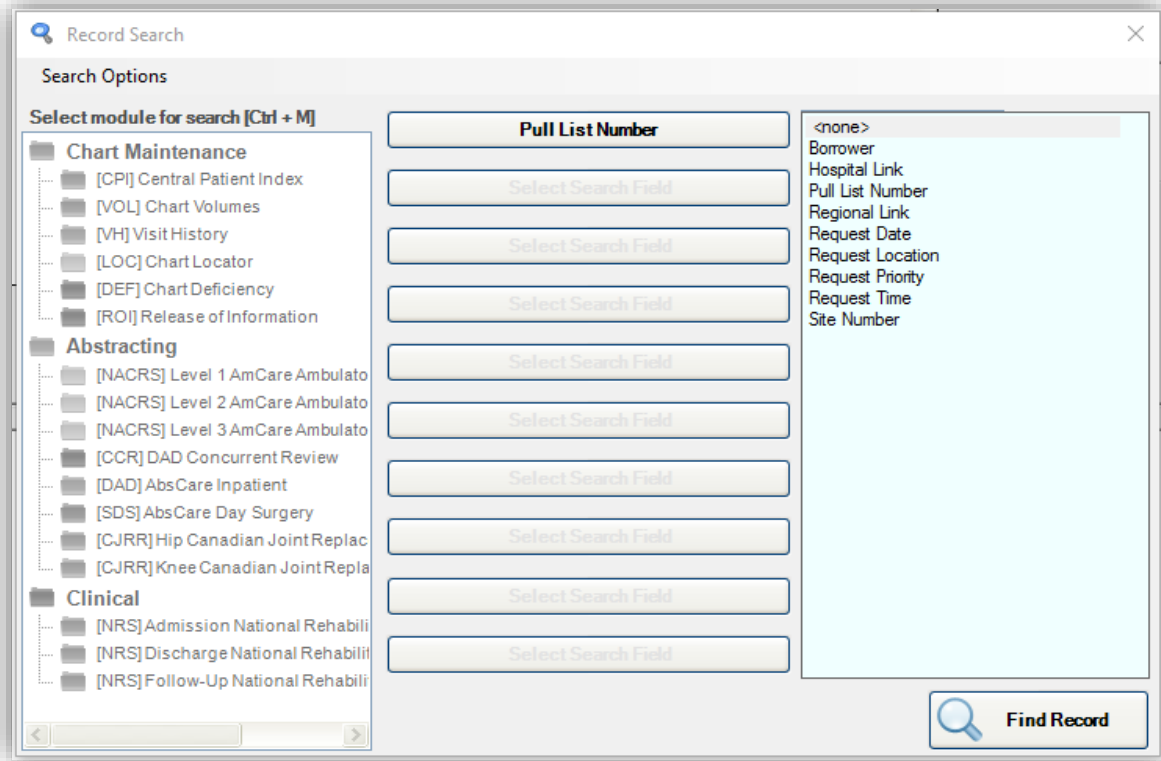 Record Search
Search Options
Select module for search [Ctrl + M]
Chart Maintenance
[CPI] Central Patient Index
[VOL] Chart Volumes
[VH] Visit History
[LOC] Chart Locator
[DEF] Chart Deficiency
[ROI] Release of Information
Abstracting
[NACRS] Level 1 AmCare Ambulato
[NACRS] Level 2 AmCare Ambulato
[NACRS] Level 3 AmCare Ambulato
[CCR] DAD Concurrent Review
[DAD] AbsCare Inpatient
[SDS] AbsCare Day Surgery
[CJRR] Hip Canadian Joint Replac
[CJRR] Knee Canadian Joint Repla
Clinical
[NRS] Admission National Rehabili
[NRS] Discharge National Rehabilit
[NRS] Follow-Up National Rehabili
Pull List Number
Select Search Field
Select Search Field
Select Search Field
Select Search Field
Select Search Field
Select Search Field
Select Search Field
Select Search Field
Select Search Field
<none>
Borrower
Hospital Link
Pull List Number
Regional Link
Request Date
Request Location
Request Priority
Request Time
Site Number
Find Record